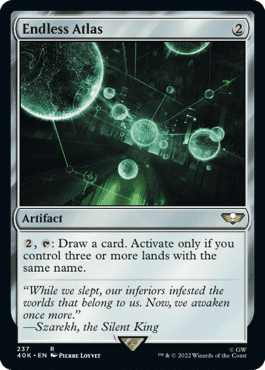 Endless Atlas 2
Artifact
2, T: Draw a card. Activate only if you
control three or more lands with the
same name.
“While we slept, our inferiors infested the
worlds that belong to us. Now, we awaken
once more.”
—Szarekh, the Silent King
237 R
40K • EN PIERRE LOYVET
© GW
™ & © 2022 Wizards of the Coast